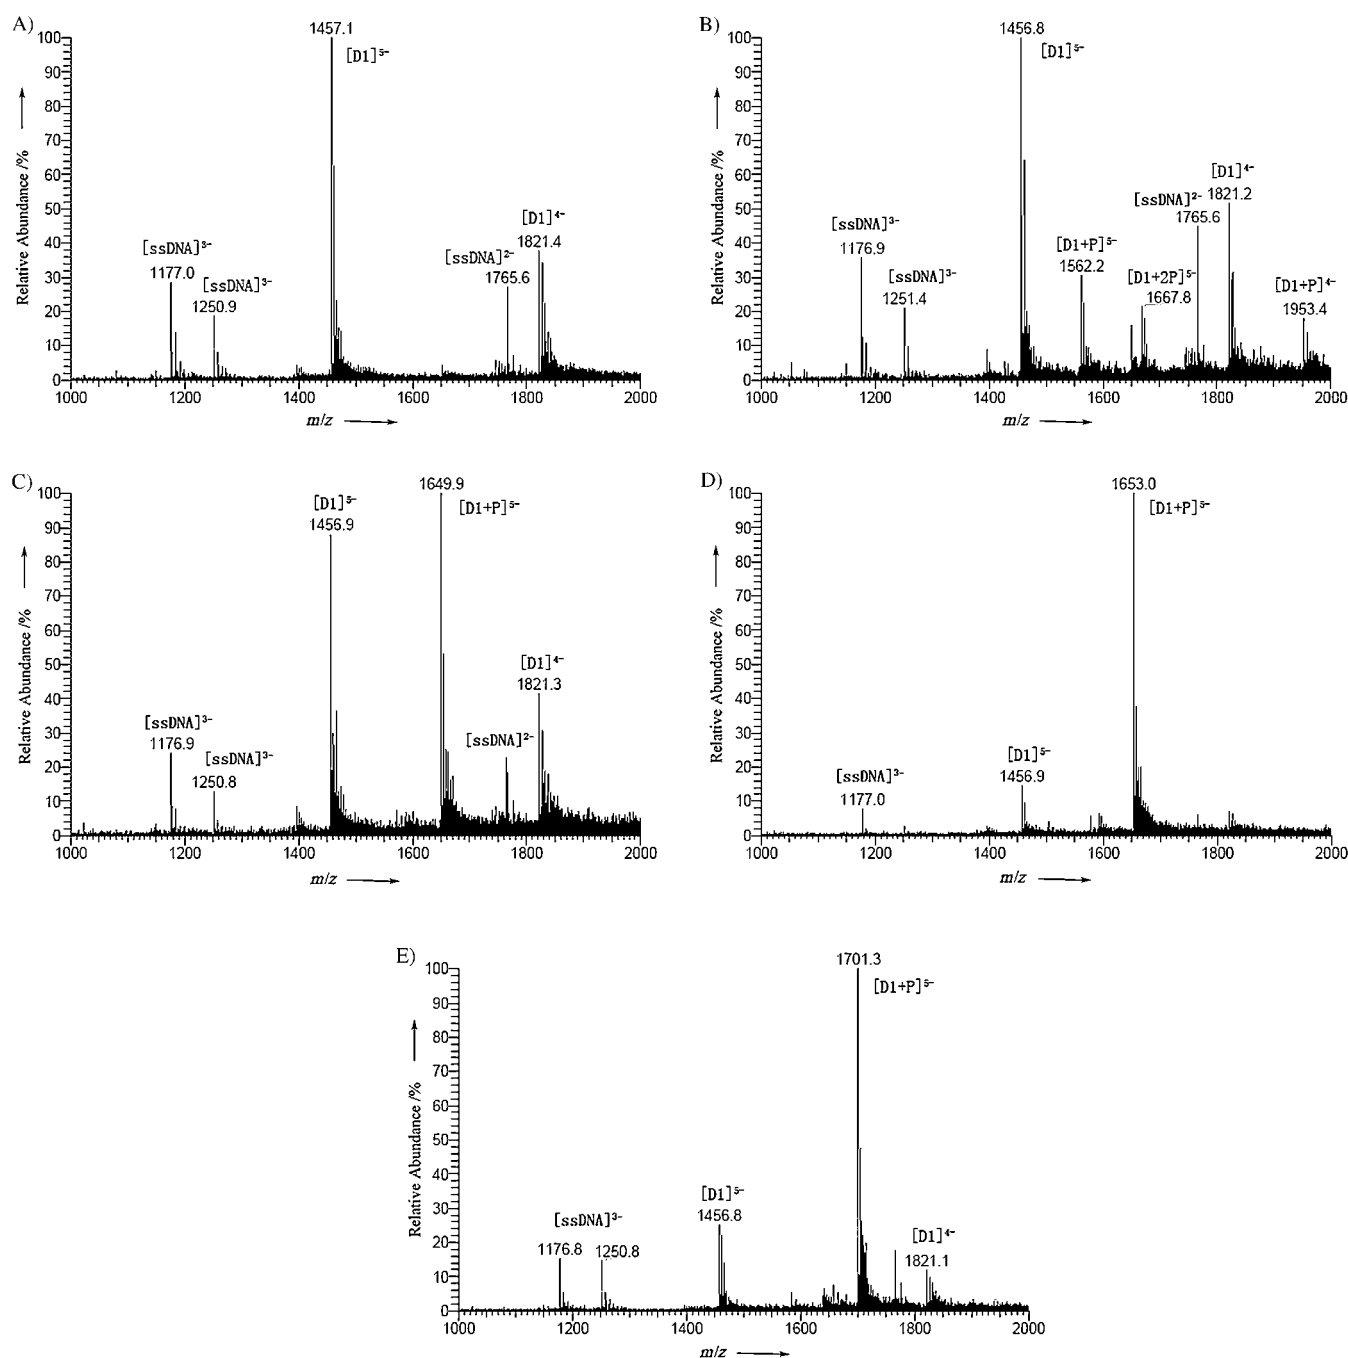 A)
1457.1
[D1]⁵⁻
[D1]⁴⁻
1821.4
[ssDNA]³⁻
1177.0
[ssDNA]³⁻
1250.9
[ssDNA]²⁻
1765.6
Relative Abundance /%
100
90
80
70
60
50
40
30
20
10
0
1000 1200 1400 1600 1800 2000
m/z
B)
1456.8
[D1]⁵⁻
[D1]⁴⁻
1821.2
[ssDNA]²⁻
1765.6
[ssDNA]³⁻
1176.9
[ssDNA]³⁻
1251.4
[D1+P]⁵⁻
1562.2
[D1+2P]⁵⁻
1667.8
[D1+P]⁴⁻
1953.4
Relative Abundance /%
100
90
80
70
60
50
40
30
20
10
0
1000 1200 1400 1600 1800 2000
m/z
C)
1649.9
[D1+P]⁵⁻
[D1]⁵⁻
1456.9
[D1]⁴⁻
1821.3
[ssDNA]³⁻
1176.9
[ssDNA]³⁻
1250.8
[ssDNA]²⁻
Relative Abundance /%
100
90
80
70
60
50
40
30
20
10
0
1000 1200 1400 1600 1800 2000
m/z
D)
1653.0
[D1+P]⁵⁻
[D1]⁵⁻
1456.9
[ssDNA]³⁻
1177.0
Relative Abundance /%
100
90
80
70
60
50
40
30
20
10
0
1000 1200 1400 1600 1800 2000
m/z
E)
1701.3
[D1+P]⁵⁻
[D1]⁵⁻
1456.8
[ssDNA]³⁻
1176.8 1250.8
[D1]⁴⁻
1821.1
Relative Abundance /%
100
90
80
70
60
50
40
30
20
10
0
1000 1200 1400 1600 1800 2000
m/z